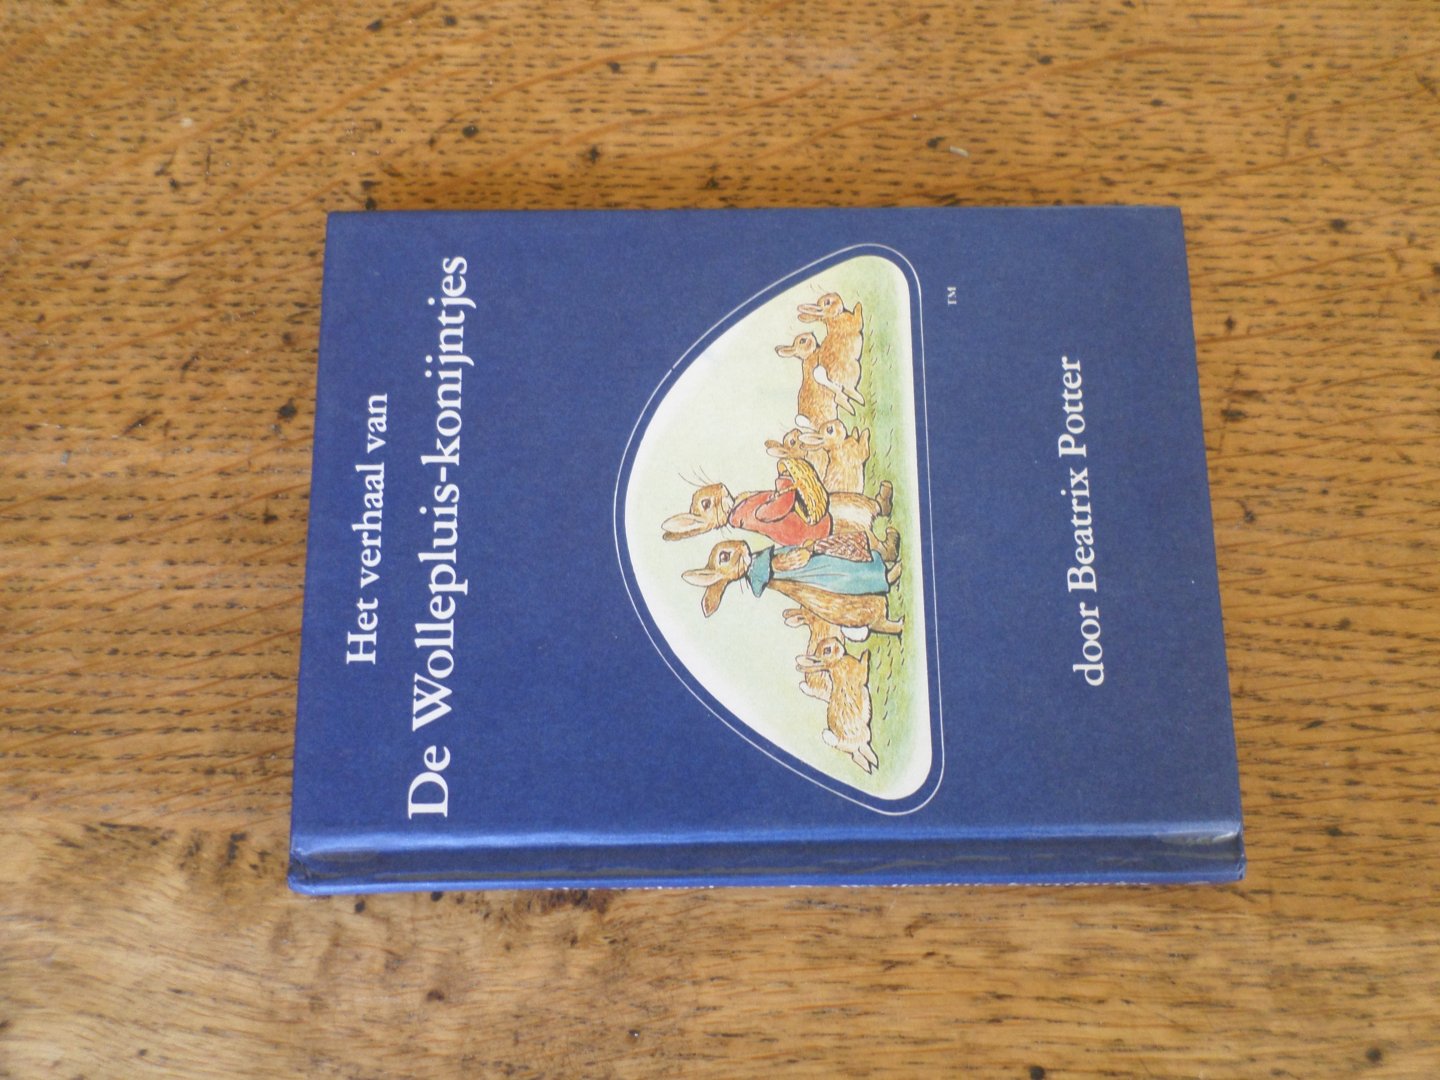 Het verhaal van
De Wollepluis-konijntjes
TM
door Beatrix Potter